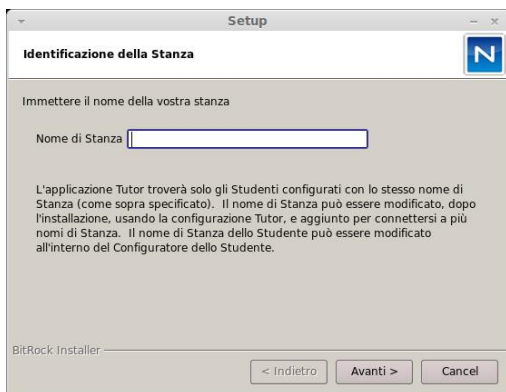 Setup
Identificazione della Stanza
N
Immettere il nome della vostra stanza
Nome di Stanza
L'applicazione Tutor troverà solo gli Studenti configurati con lo stesso nome di
Stanza (come sopra specificato).  Il nome di Stanza può essere modificato, dopo
l'installazione, usando la configurazione Tutor, e aggiunto per connettersi a più
nomi di Stanza.  Il nome di Stanza dello Studente può essere modificato
all'interno del Configuratore dello Studente.
BitRock Installer
< Indietro Avanti > Cancel